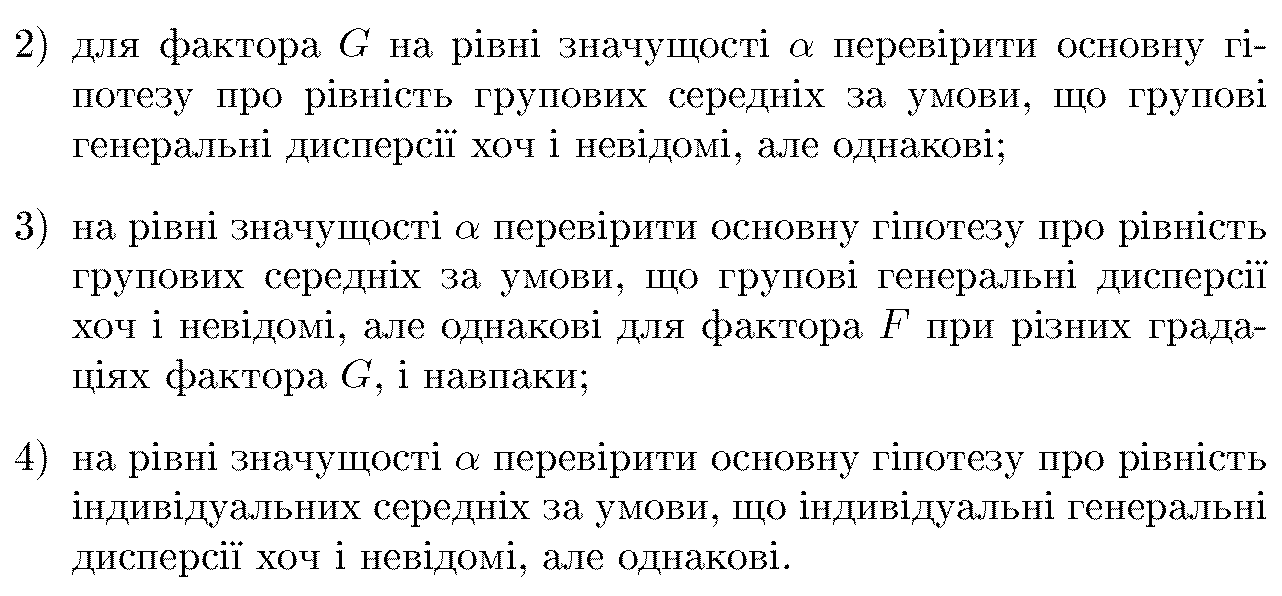 2) для фактора G на рівні значущості α перевірити основну гі-
потезу про рівність групових середніх за умови, що групові
генеральні дисперсії хоч і невідомі, але однакові;
3) на рівні значущості α перевірити основну гіпотезу про рівність
групових середніх за умови, що групові генеральні дисперсії
хоч і невідомі, але однакові для фактора F при різних града-
ціях фактора G, і навпаки;
4) на рівні значущості α перевірити основну гіпотезу про рівність
індивідуальних середніх за умови, що індивідуальні генеральні
дисперсії хоч і невідомі, але однакові.